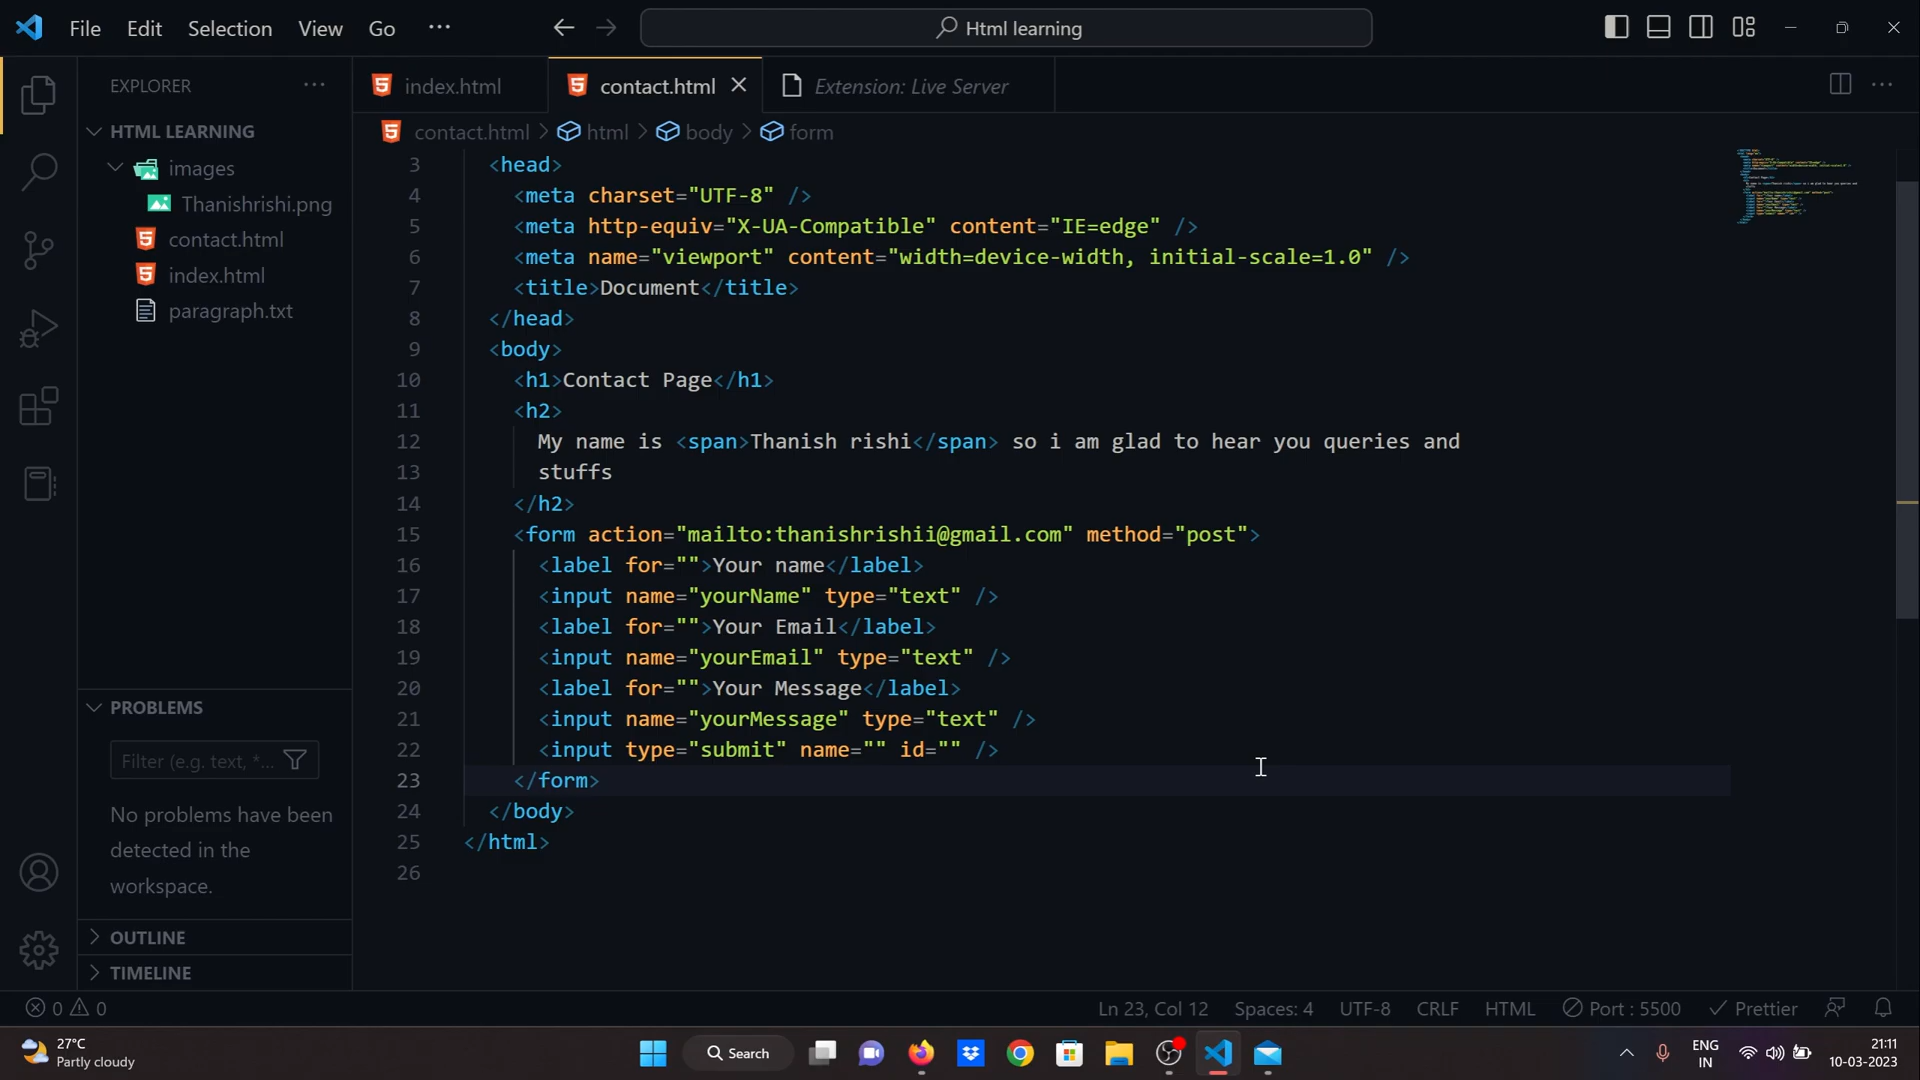 File Edit Selection View Go ··· Html learning
EXPLORER ···
HTML LEARNING
images
Thanishrishi.png
contact.html
index.html
paragraph.txt
PROBLEMS
Filter (e.g. text, *...
No problems have been
detected in the
workspace.
OUTLINE
TIMELINE
index.html contact.html Extension: Live Server
contact.html > html > body > form
3 <head>
4 <meta charset="UTF-8" />
5 <meta http-equiv="X-UA-Compatible" content="IE=edge" />
6 <meta name="viewport" content="width=device-width, initial-scale=1.0" />
7 <title>Document</title>
8 </head>
9 <body>
10 <h1>Contact Page</h1>
11 <h2>
12 My name is <span>Thanish rishi</span> so i am glad to hear you queries and
13 stuffs
14 </h2>
15 <form action="mailto:thanishrishii@gmail.com" method="post">
16 <label for="">Your name</label>
17 <input name="yourName" type="text" />
18 <label for="">Your Email</label>
19 <input name="yourEmail" type="text" />
20 <label for="">Your Message</label>
21 <input name="yourMessage" type="text" />
22 <input type="submit" name="" id="" />
23 </form>
24 </body>
25 </html>
26
0 0 Ln 23, Col 12 Spaces: 4 UTF-8 CRLF HTML Port : 5500 Prettier
27°C
Partly cloudy
Search
ENG
IN
21:11
10-03-2023